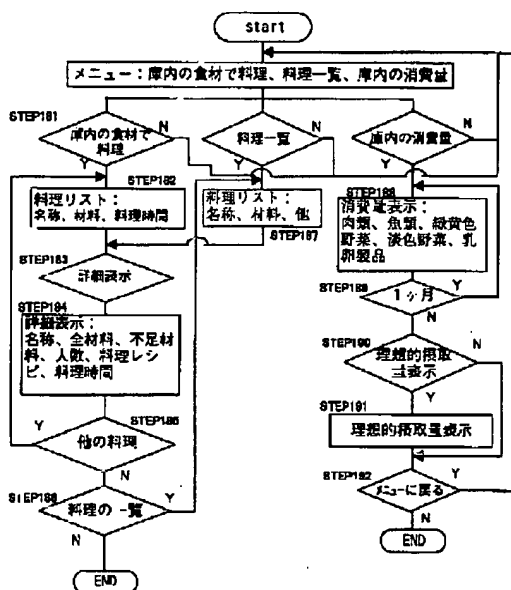 start
メニュー：庫内の食材で料理、料理一覧、庫内の消費量
STEP181
庫内の食材で
料理
N
Y
料理一覧
N
Y
庫内の消費量
N
Y
STEP182
料理リスト：
名称、材料、料理時間
料理リスト：
名称、材料、他
STEP187
STEP188
消費量表示：
肉類、魚類、緑黄色
野菜、淡色野菜、乳
卵製品
STEP183
詳細表示
STEP189
1ヶ月
Y
N
STEP184
詳細表示：
名称、全材料、不足材
料、人数、料理レシ
ピ、料理時間
STEP190
理想的摂取
量表示
N
Y
STEP191
理想的摂取量表示
STEP185
他の料理
Y
N
STEP192
メニューに戻る
Y
N
END
STEP186
料理の一覧
Y
N
END